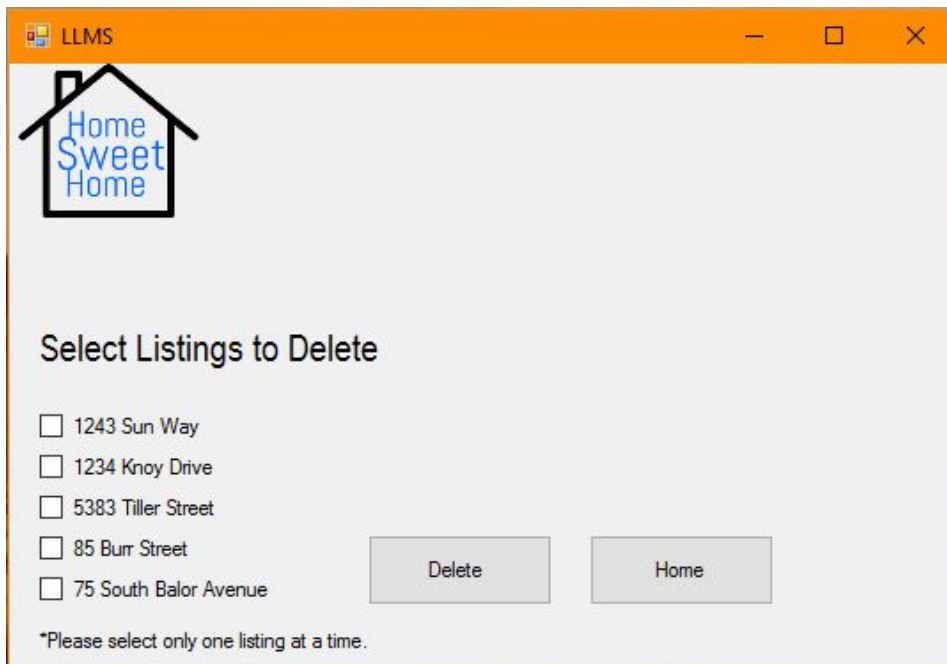 LLMS
Home
Sweet
Home
Select Listings to Delete
1243 Sun Way
1234 Knoy Drive
5383 Tiller Street
85 Burr Street
75 South Balor Avenue
Delete
Home
*Please select only one listing at a time.